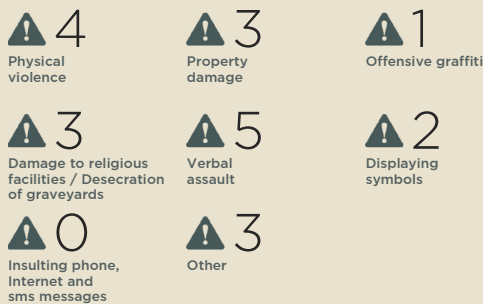 4
Physical
violence
3
Property
damage
1
Offensive graffiti
3
Damage to religious
facilities / Desecration
of graveyards
5
Verbal
assault
2
Displaying
symbols
0
Insulting phone,
Internet and
sms messages
3
Other